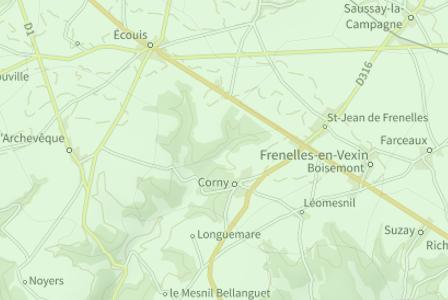 Saussay-la-
Campagne
D1
Écouis
D316
ouville
St-Jean de Frenelles
'Archevêque
Farceaux
Frenelles-en-Vexin
Boisemont
Corny
Léomesnil
Longuemare
Suzay
Rich
Noyers
le Mesnil Bellanguet